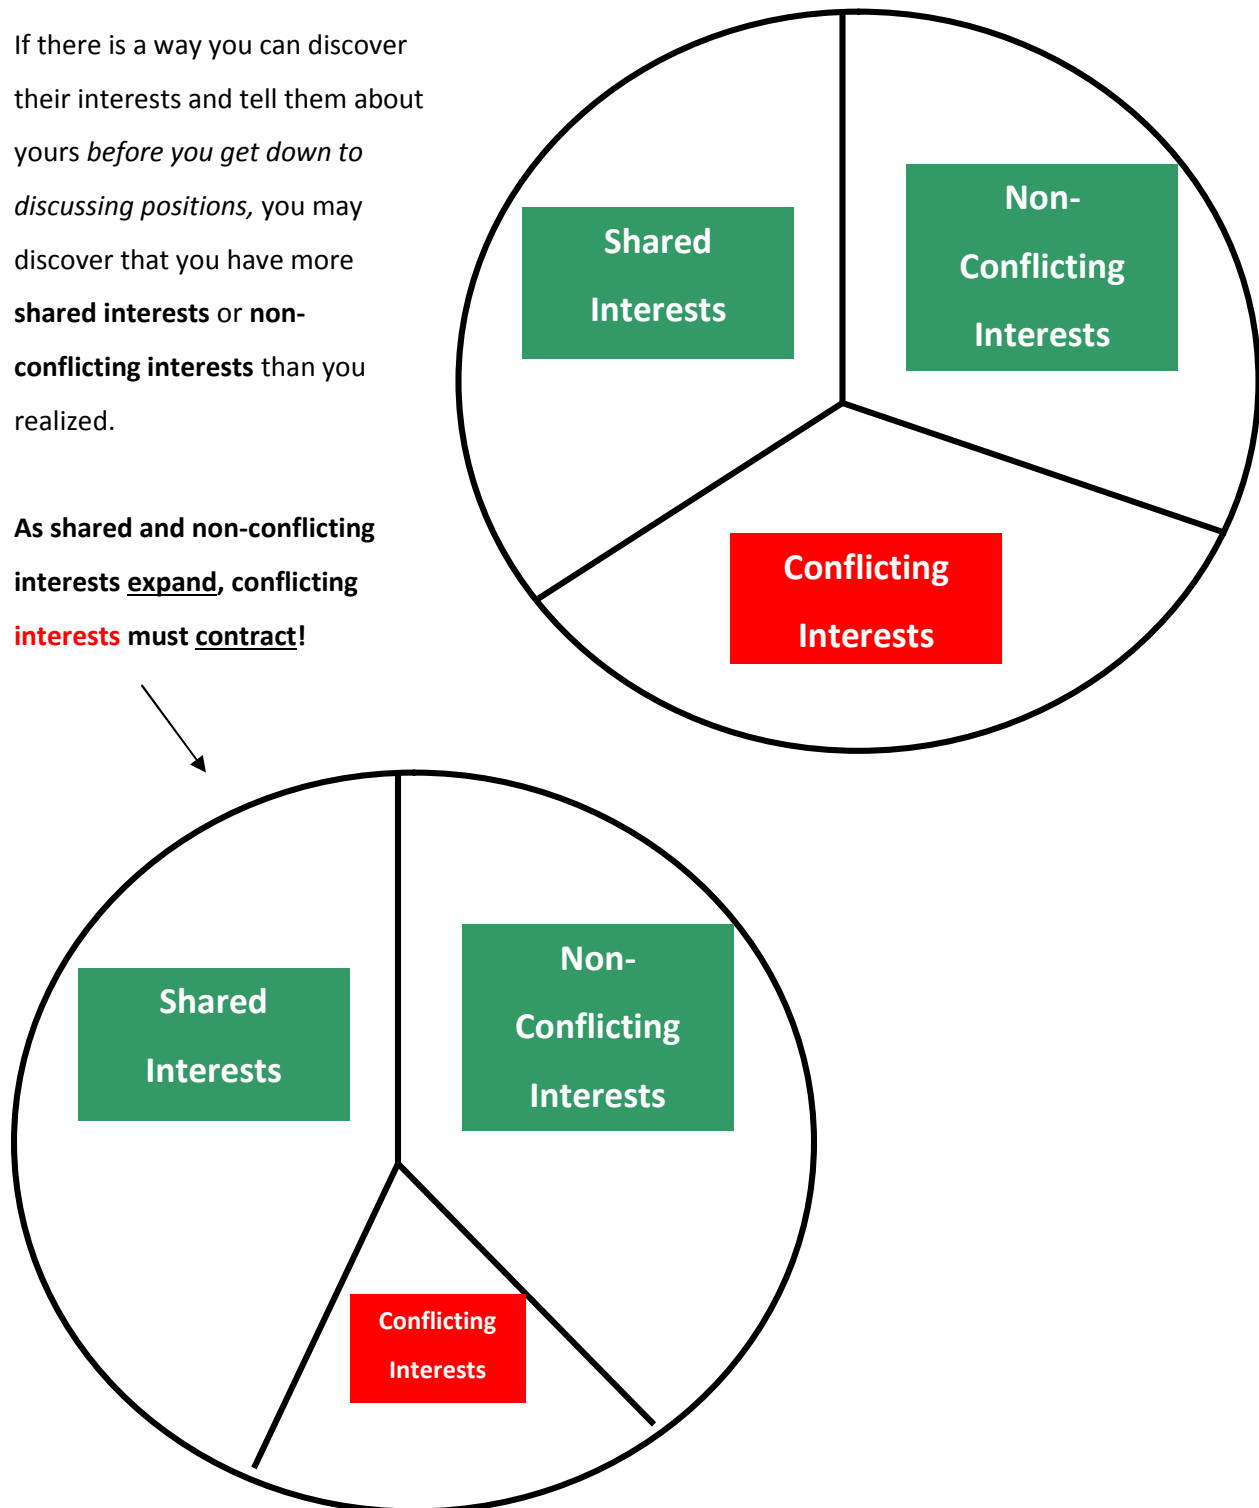 If there is a way you can discover
their interests and tell them about
yours before you get down to
discussing positions, you may
discover that you have more
shared interests or non-
conflicting interests than you
realized.
As shared and non-conflicting
interests expand, conflicting
interests must contract!
Shared
Interests
Non-
Conflicting
Interests
Conflicting
Interests
Shared
Interests
Non-
Conflicting
Interests
Conflicting
Interests